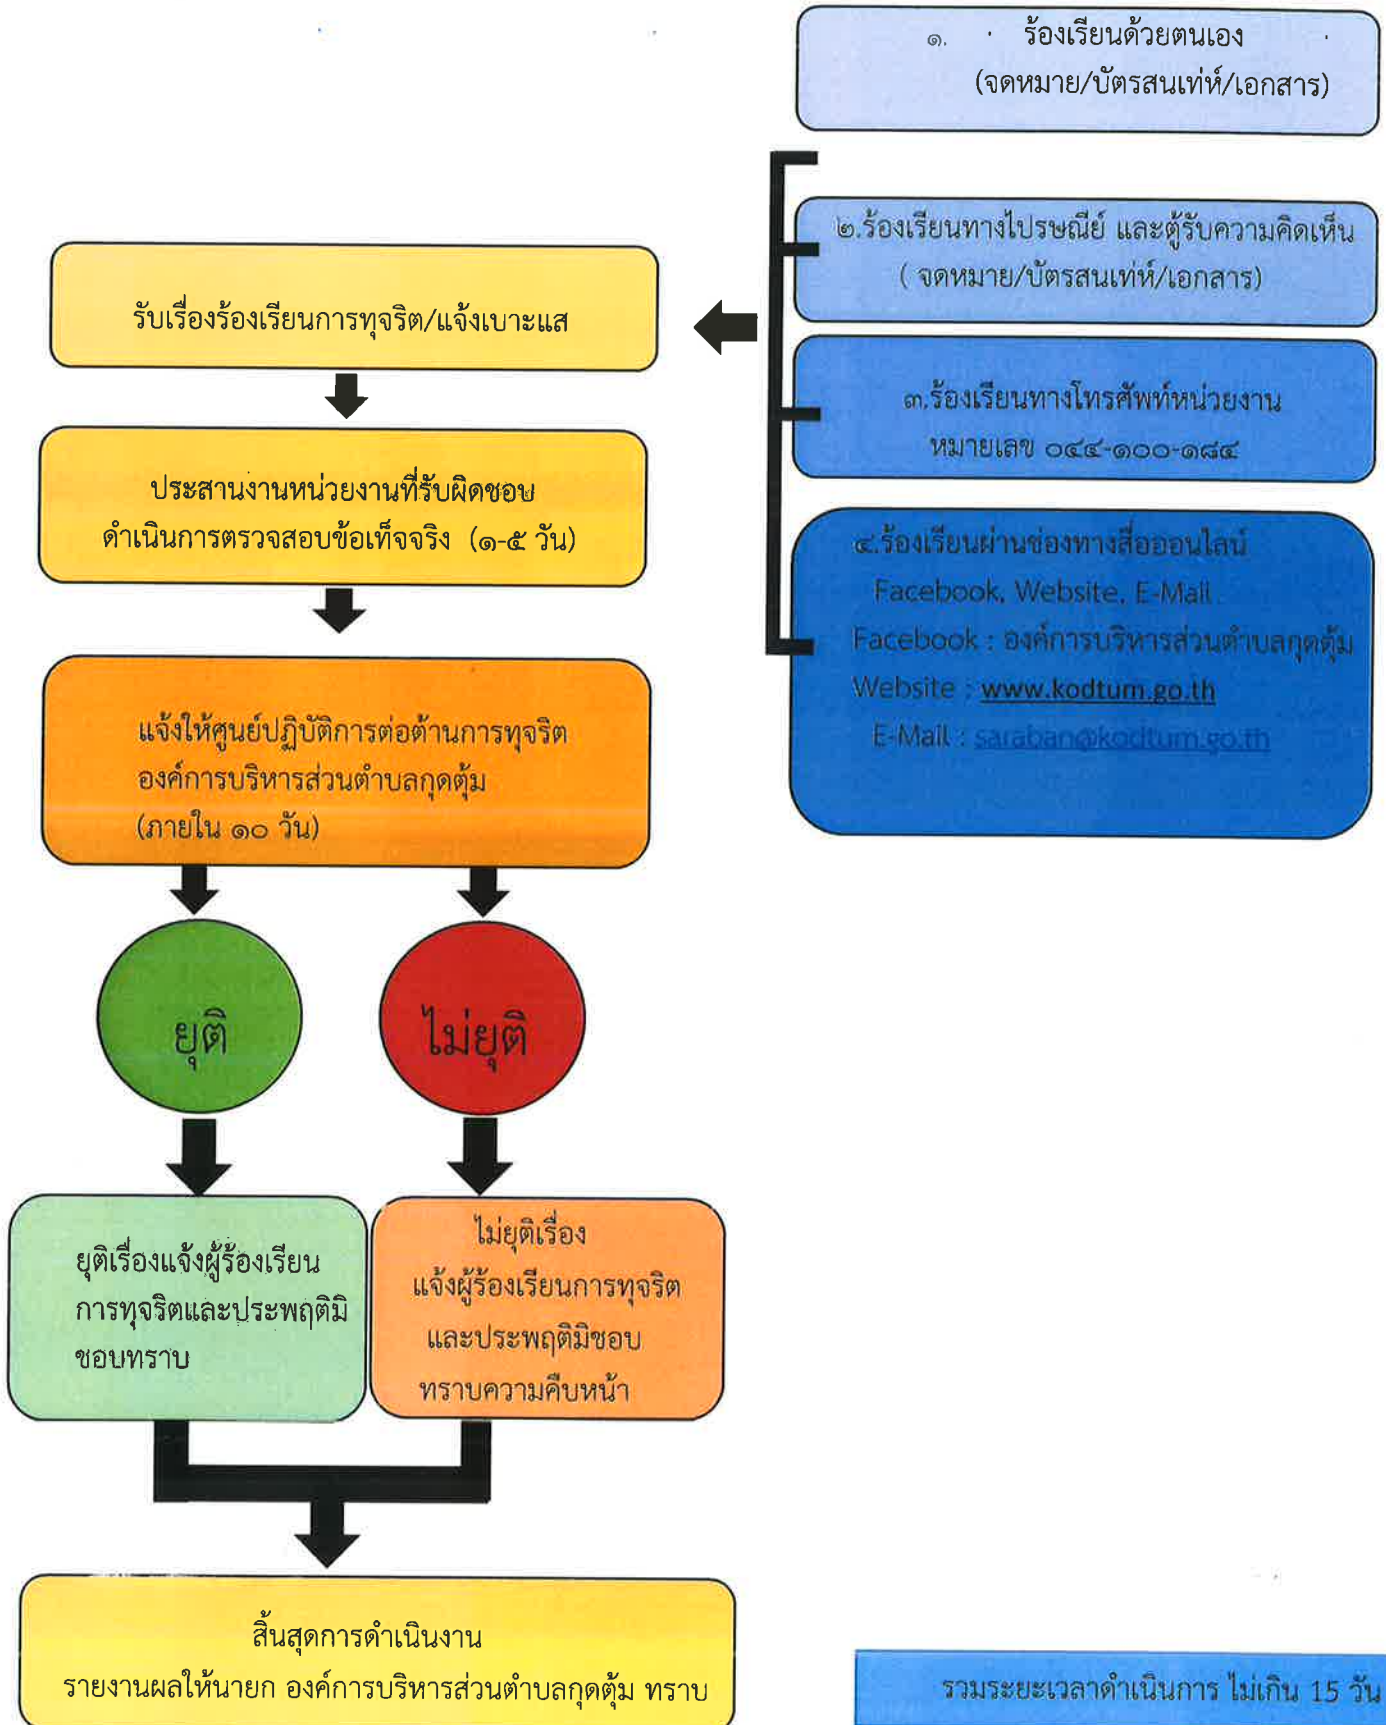 ๑. ร้องเรียนด้วยตนเอง
(จดหมาย/บัตรสนเท่ห์/เอกสาร)
๒.ร้องเรียนทางไปรษณีย์ และตู้รับความคิดเห็น
( จดหมาย/บัตรสนเท่ห์/เอกสาร)
๓.ร้องเรียนทางโทรศัพท์หน่วยงาน
หมายเลข ๐๔๔-๑๐๐-๑๘๔
๔.ร้องเรียนผ่านช่องทางสื่อออนไลน์
Facebook, Website, E-Mail
Facebook : องค์การบริหารส่วนตำบลกุดตุ้ม
Website : www.kodtum.go.th
E-Mail : saraban@kodtum.go.th
รับเรื่องร้องเรียนการทุจริต/แจ้งเบาะแส
ประสานงานหน่วยงานที่รับผิดชอบ
ดำเนินการตรวจสอบข้อเท็จจริง (๑-๕ วัน)
แจ้งให้ศูนย์ปฏิบัติการต่อต้านการทุจริต
องค์การบริหารส่วนตำบลกุดตุ้ม
(ภายใน ๑๐ วัน)
ยุติ
ไม่ยุติ
ยุติเรื่องแจ้งผู้ร้องเรียน
การทุจริตและประพฤติมิ
ชอบทราบ
ไม่ยุติเรื่อง
แจ้งผู้ร้องเรียนการทุจริต
และประพฤติมิชอบ
ทราบความคืบหน้า
สิ้นสุดการดำเนินงาน
รายงานผลให้นายก องค์การบริหารส่วนตำบลกุดตุ้ม ทราบ
รวมระยะเวลาดำเนินการ ไม่เกิน 15 วัน